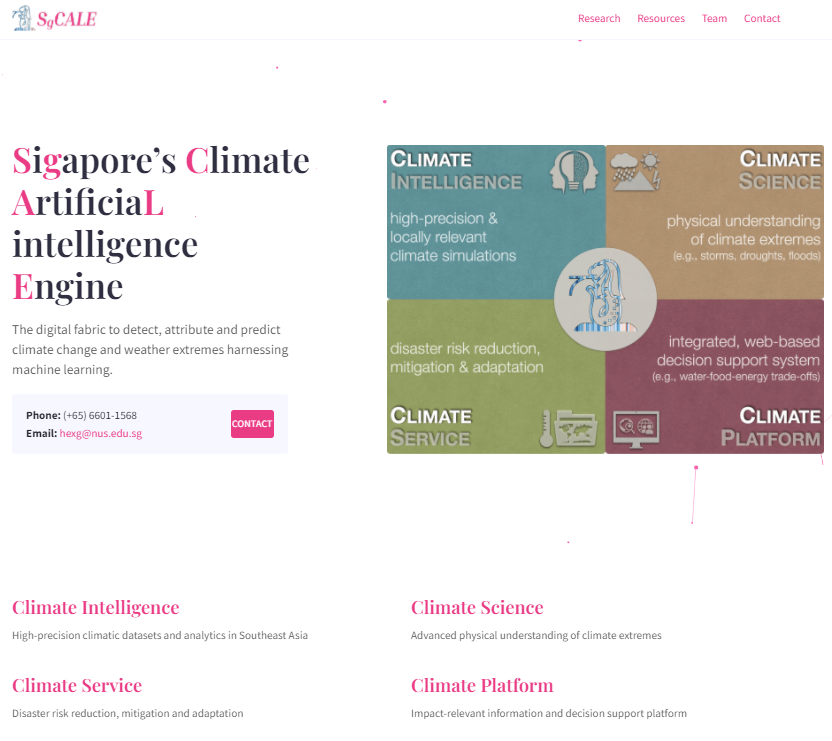 SgCALE
Research Resources Team Contact
Sigapore’s Climate
ArtificiaL
intelligence
Engine
The digital fabric to detect, attribute and predict
climate change and weather extremes harnessing
machine learning.
Phone: (+65) 6601-1568
Email: hexg@nus.edu.sg
CONTACT
CLIMATE
INTELLIGENCE
high-precision &
locally relevant
climate simulations
CLIMATE
SCIENCE
physical understanding
of climate extremes
(e.g., storms, droughts, floods)
disaster risk reduction,
mitigation & adaptation
CLIMATE
SERVICE
integrated, web-based
decision support system
(e.g., water-food-energy trade-offs)
CLIMATE
PLATFORM
Climate Intelligence
High-precision climatic datasets and analytics in Southeast Asia
Climate Science
Advanced physical understanding of climate extremes
Climate Service
Disaster risk reduction, mitigation and adaptation
Climate Platform
Impact-relevant information and decision support platform